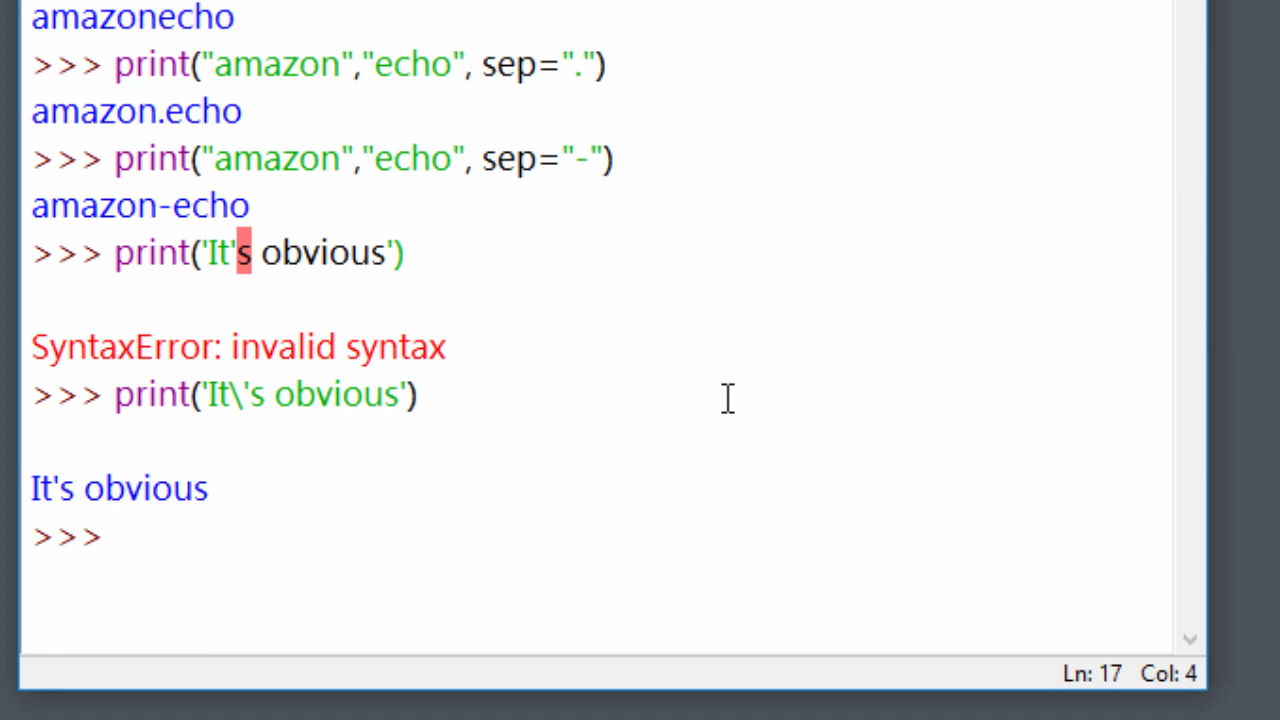 amazonecho
>>> print("amazon","echo", sep=".")
amazon.echo
>>> print("amazon","echo", sep="-")
amazon-echo
>>> print('It's obvious')
SyntaxError: invalid syntax
>>> print('It\'s obvious')
It's obvious
>>>
Ln: 17 Col: 4